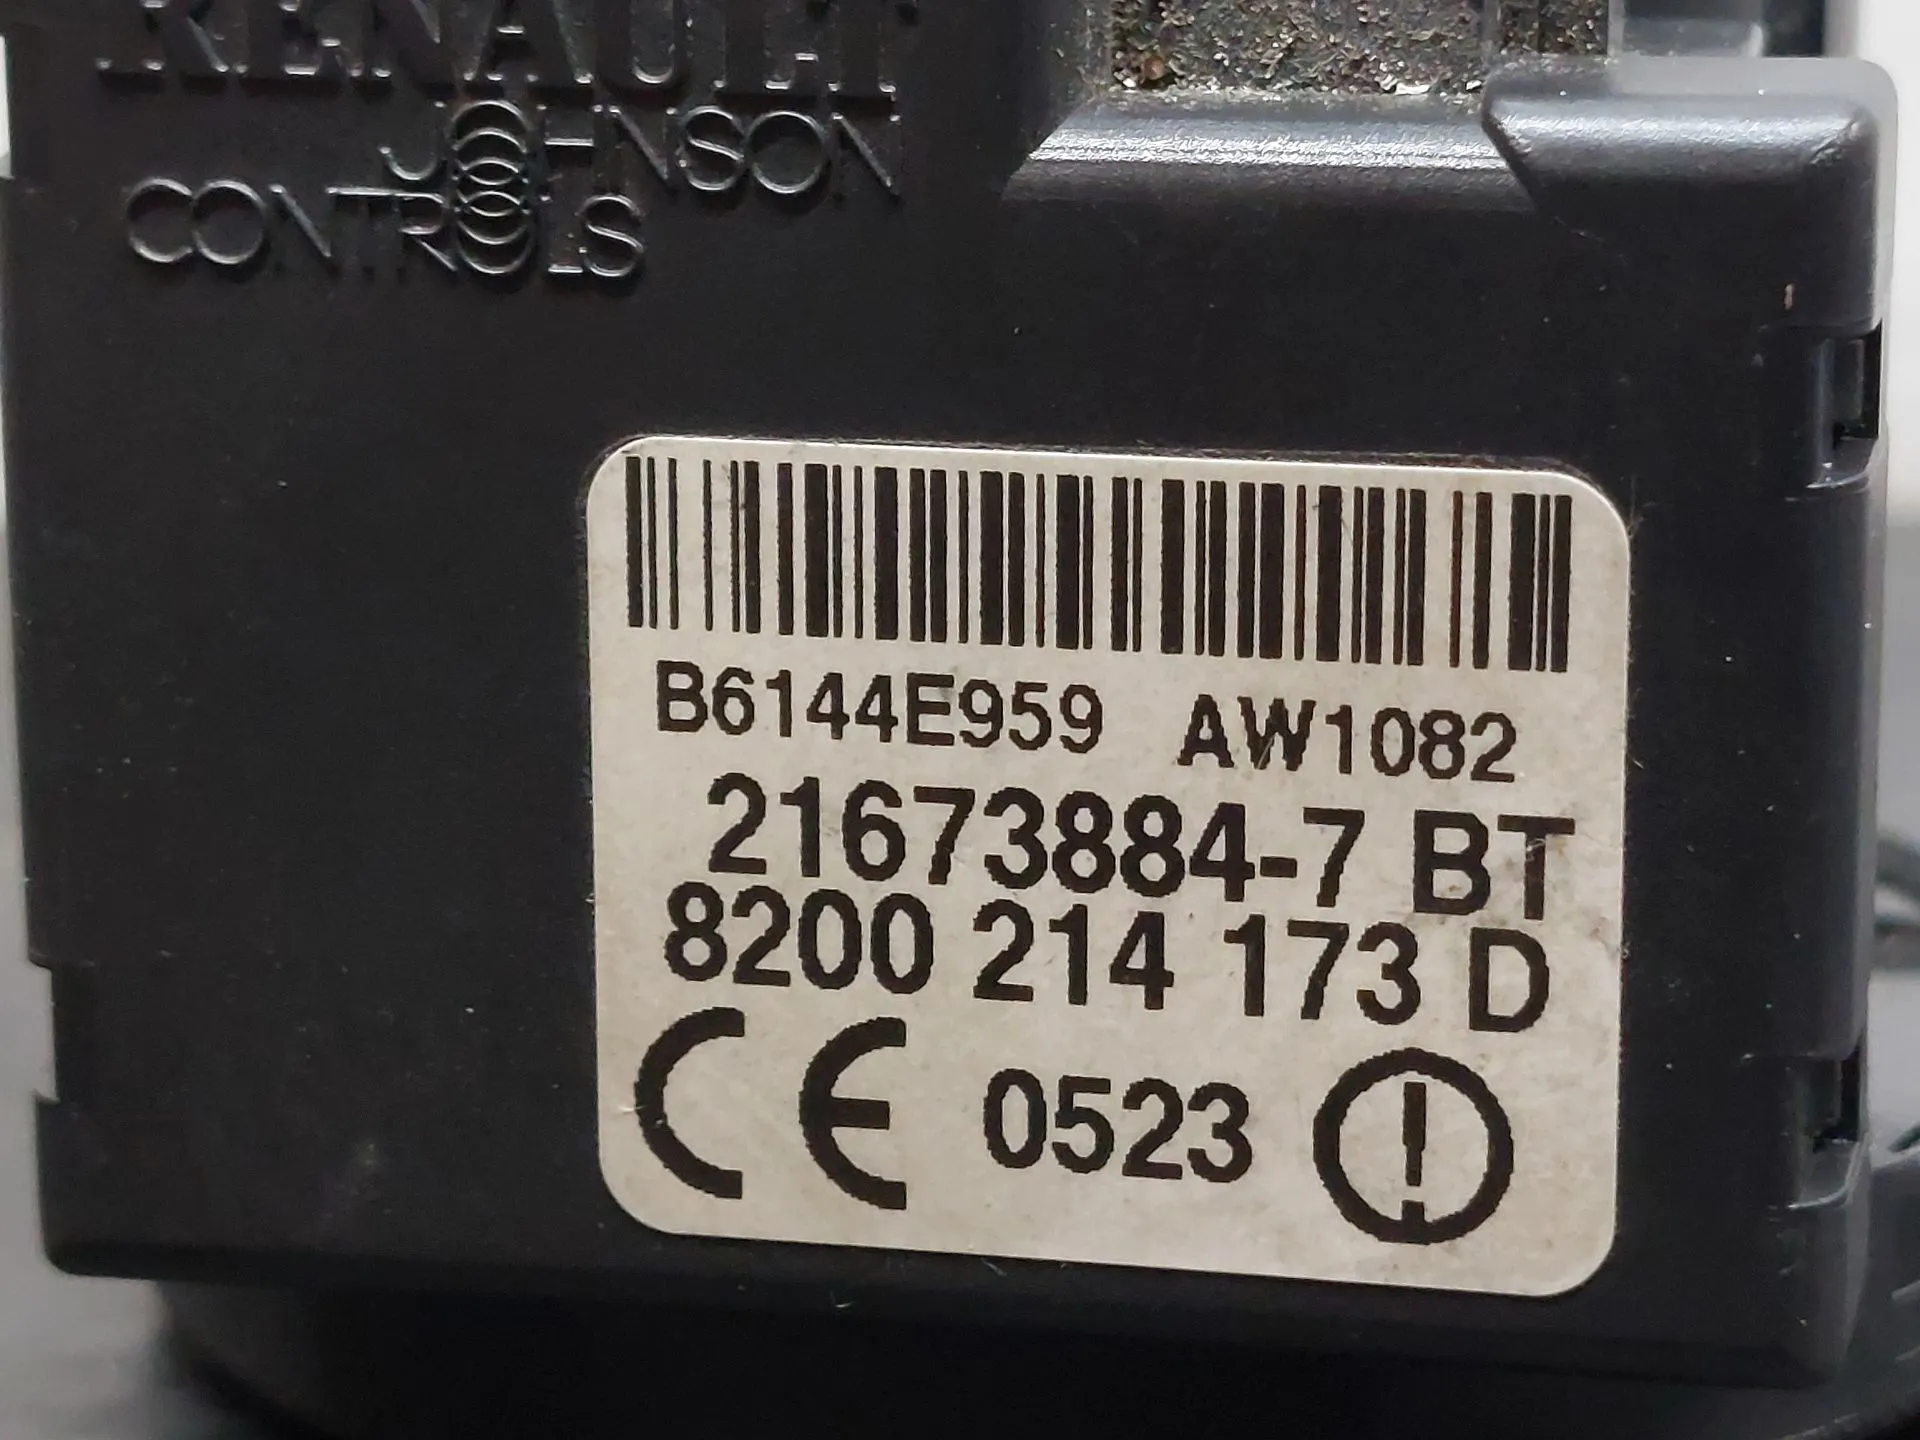 RENAULT
JOHNSON
CONTROLS
B6144E959 AW1082
21673884-7 BT
8200 214 173 D
CE 0523 !